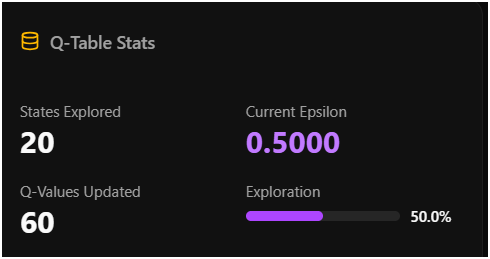 Q-Table Stats
States Explored
20
Current Epsilon
0.5000
Q-Values Updated
60
Exploration
50.0%